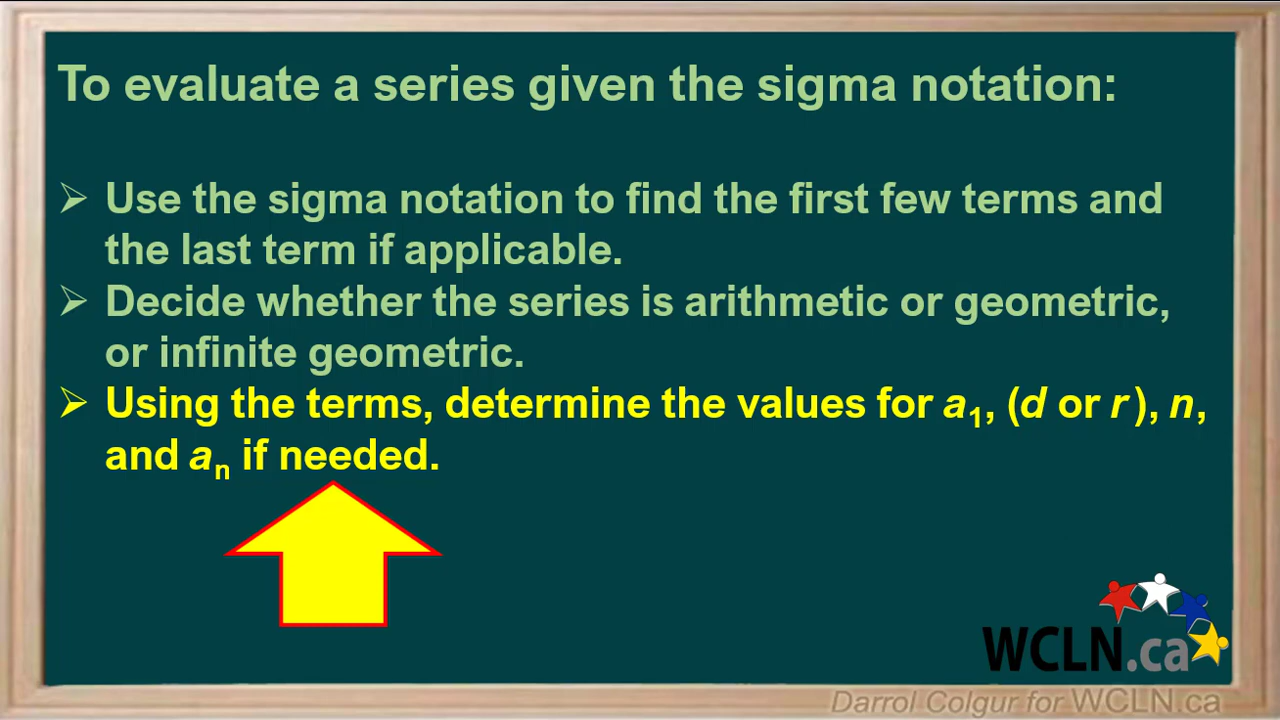 To evaluate a series given the sigma notation:
➢ Use the sigma notation to find the first few terms and
the last term if applicable.
➢ Decide whether the series is arithmetic or geometric,
or infinite geometric.
➢ Using the terms, determine the values for a₁, (d or r), n,
and aₙ if needed.
WCLN.ca
Darrol Colgur for WCLN.ca